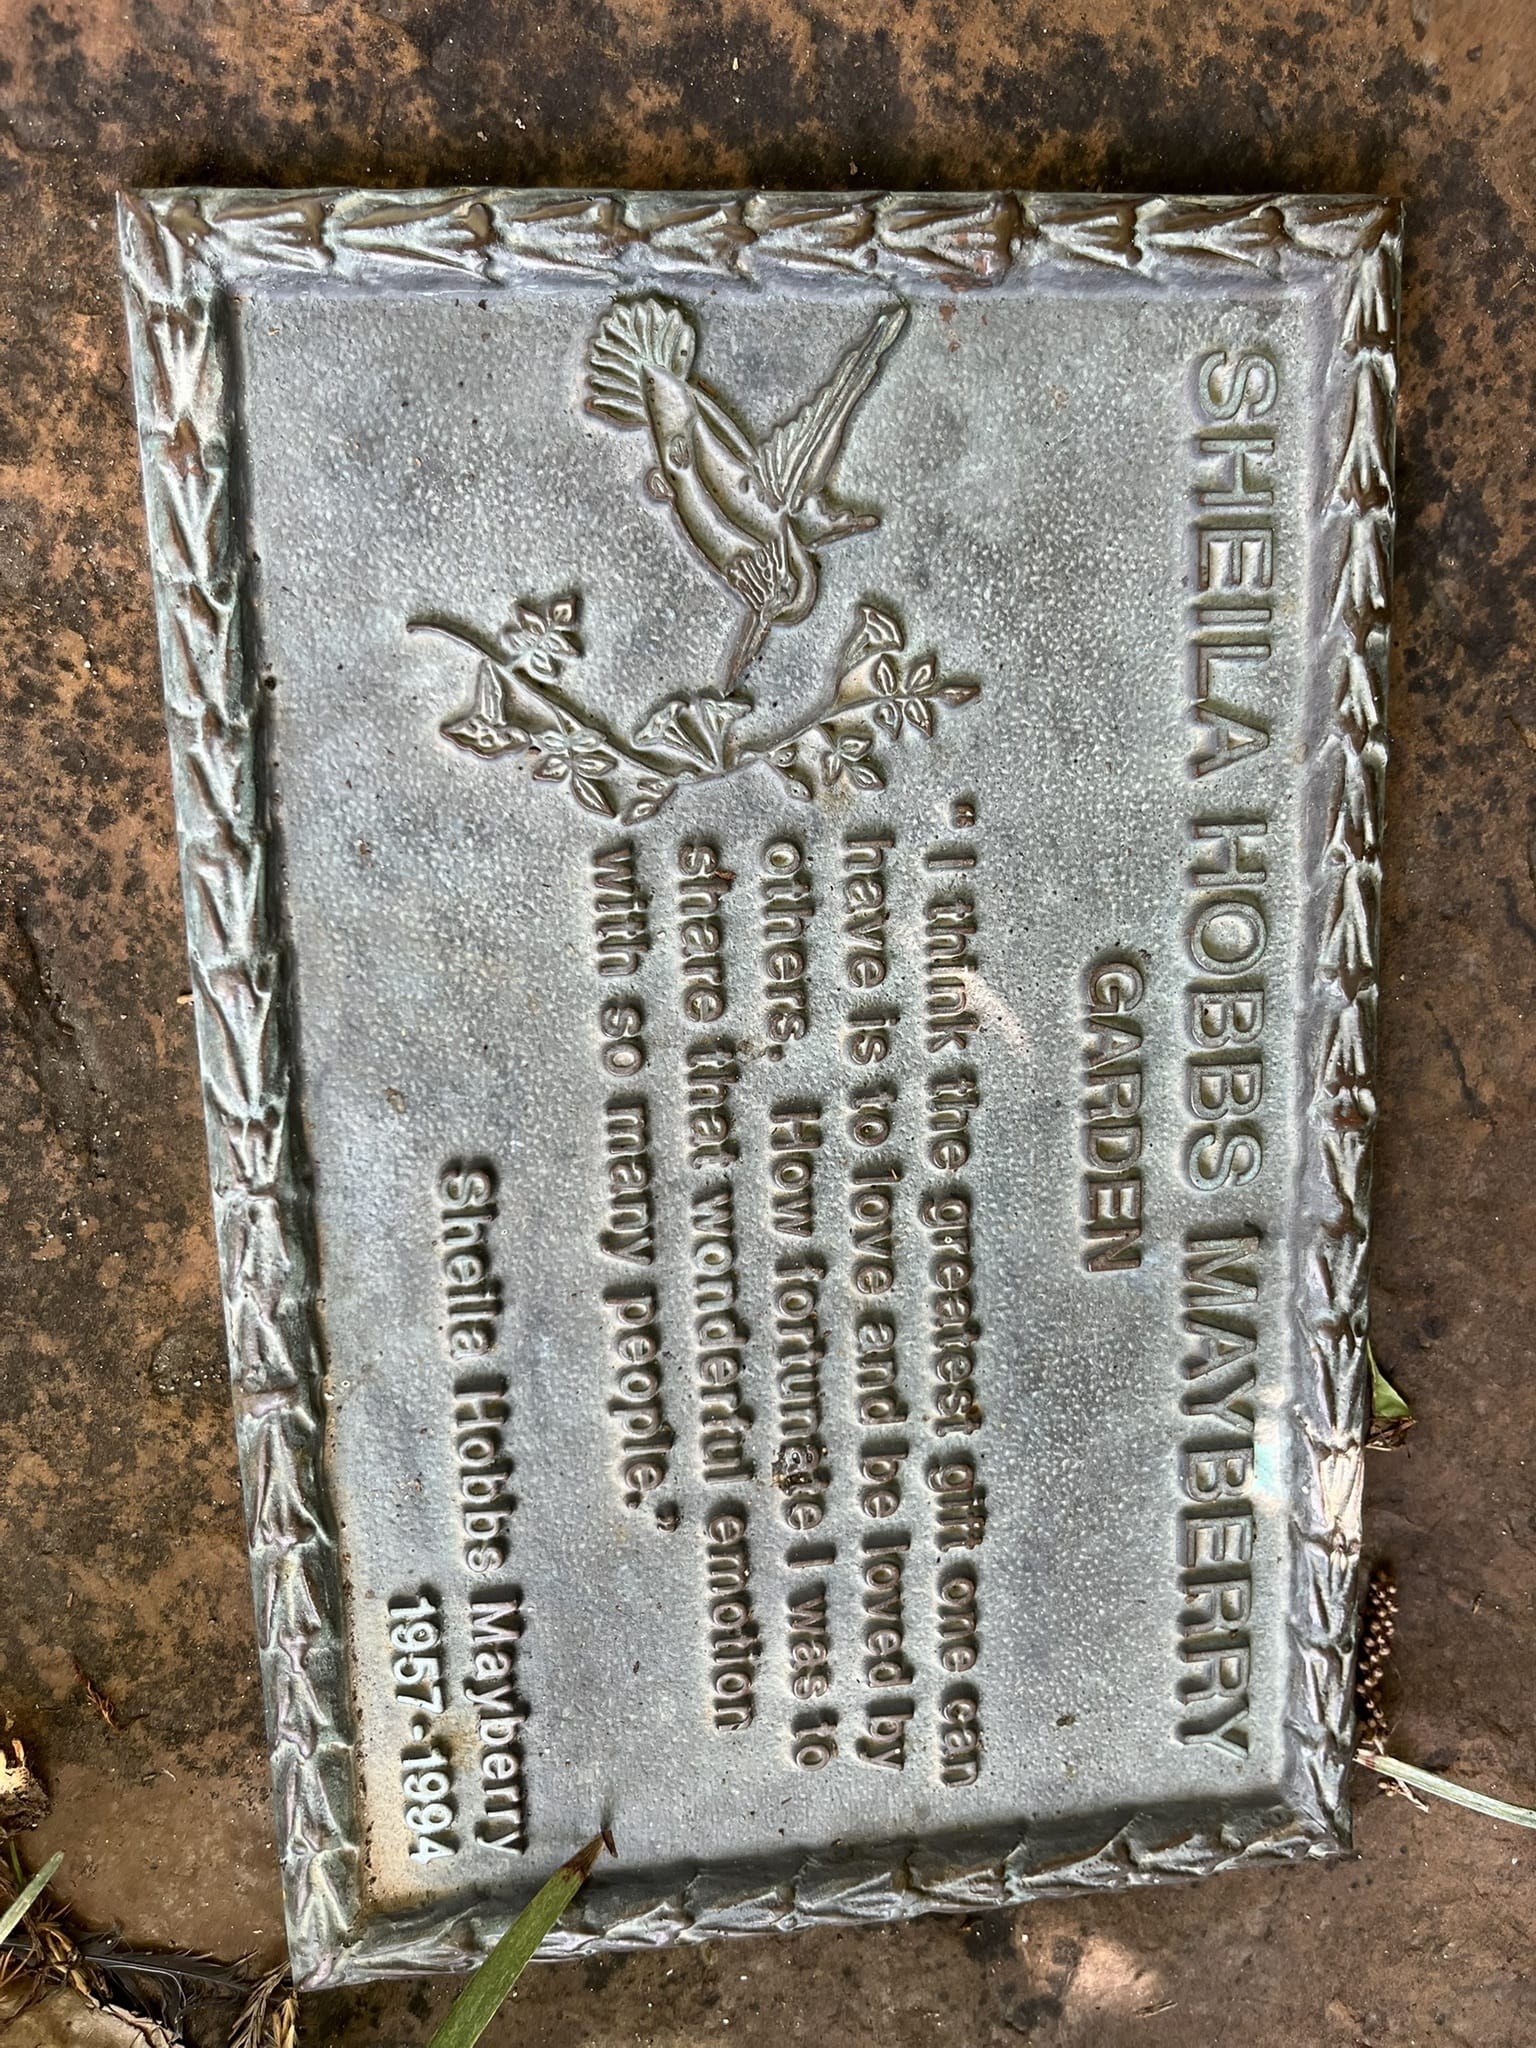 SHEILA HOBBS MAYBERRY
GARDEN
"I think the greatest gift one can
have is to love and be loved by
others. How fortunate I was to
share that wonderful emotion
with so many people."
Sheila Hobbs Mayberry
1957-1994